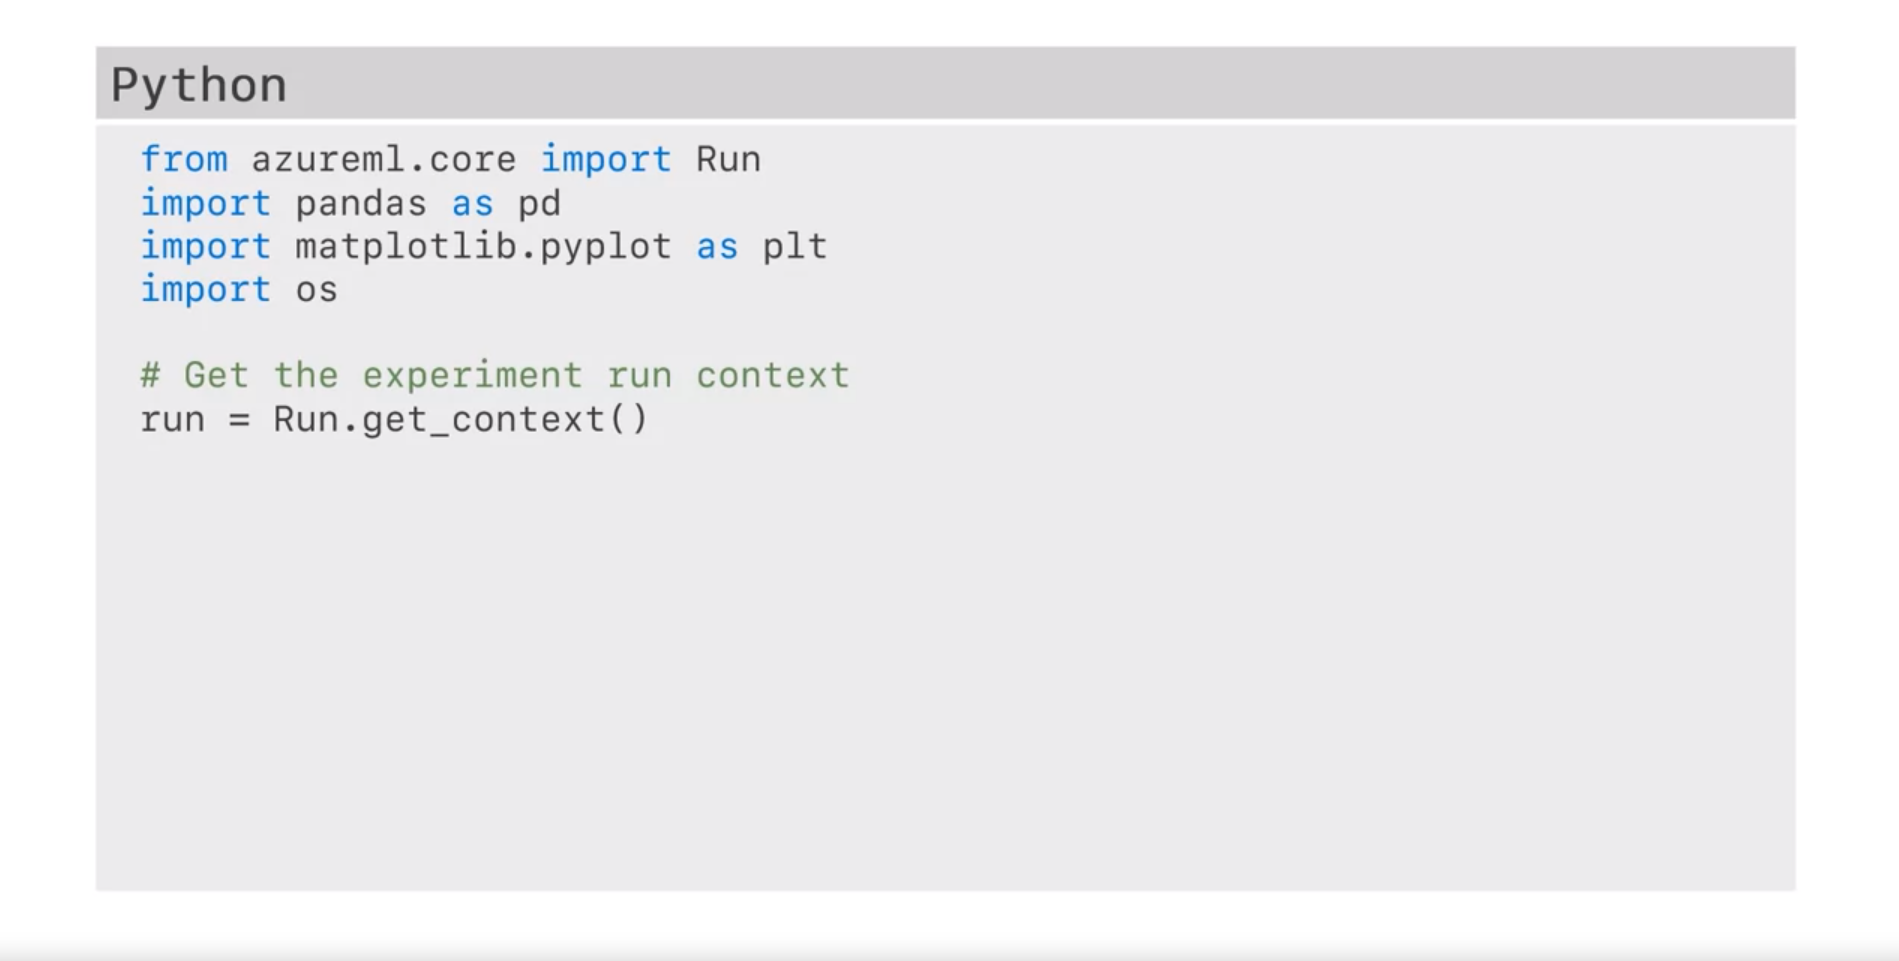 Python
from azureml.core import Run
import pandas as pd
import matplotlib.pyplot as plt
import os
# Get the experiment run context
run = Run.get_context()